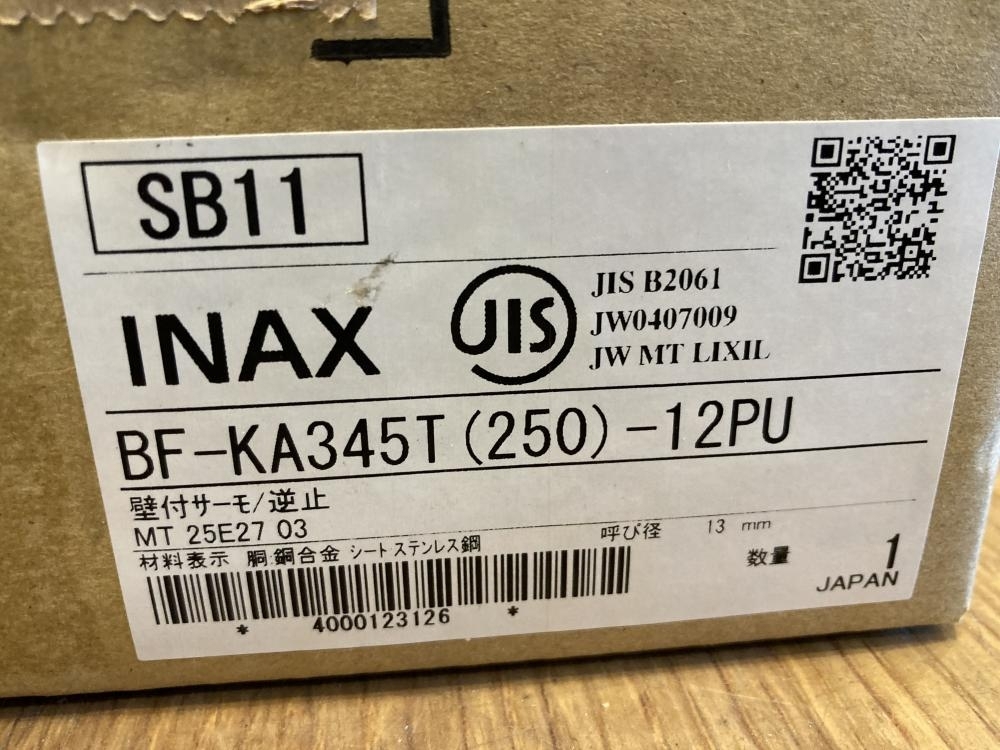 SB11
INAX
JIS
JIS B2061
JW0407009
JW MT LIXIL
BF-KA345T(250)-12PU
壁付サーモ/逆止
MT 25E27 03
呼び径 13 mm
材料表示 胴:銅合金 シートステンレス鋼
数量 1
* 4000123126 *
JAPAN